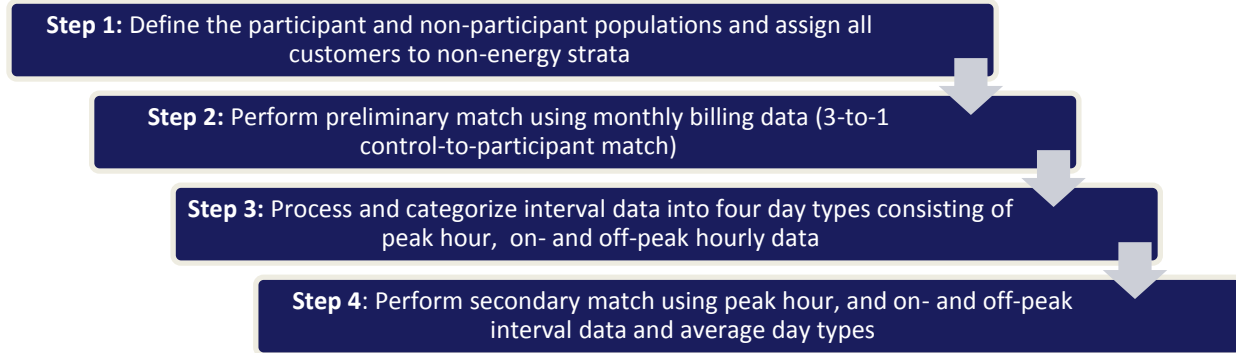 Step 1: Define the participant and non-participant populations and assign all
customers to non-energy strata
Step 2: Perform preliminary match using monthly billing data (3-to-1
control-to-participant match)
Step 3: Process and categorize interval data into four day types consisting of
peak hour, on- and off-peak hourly data
Step 4: Perform secondary match using peak hour, and on- and off-peak
interval data and average day types